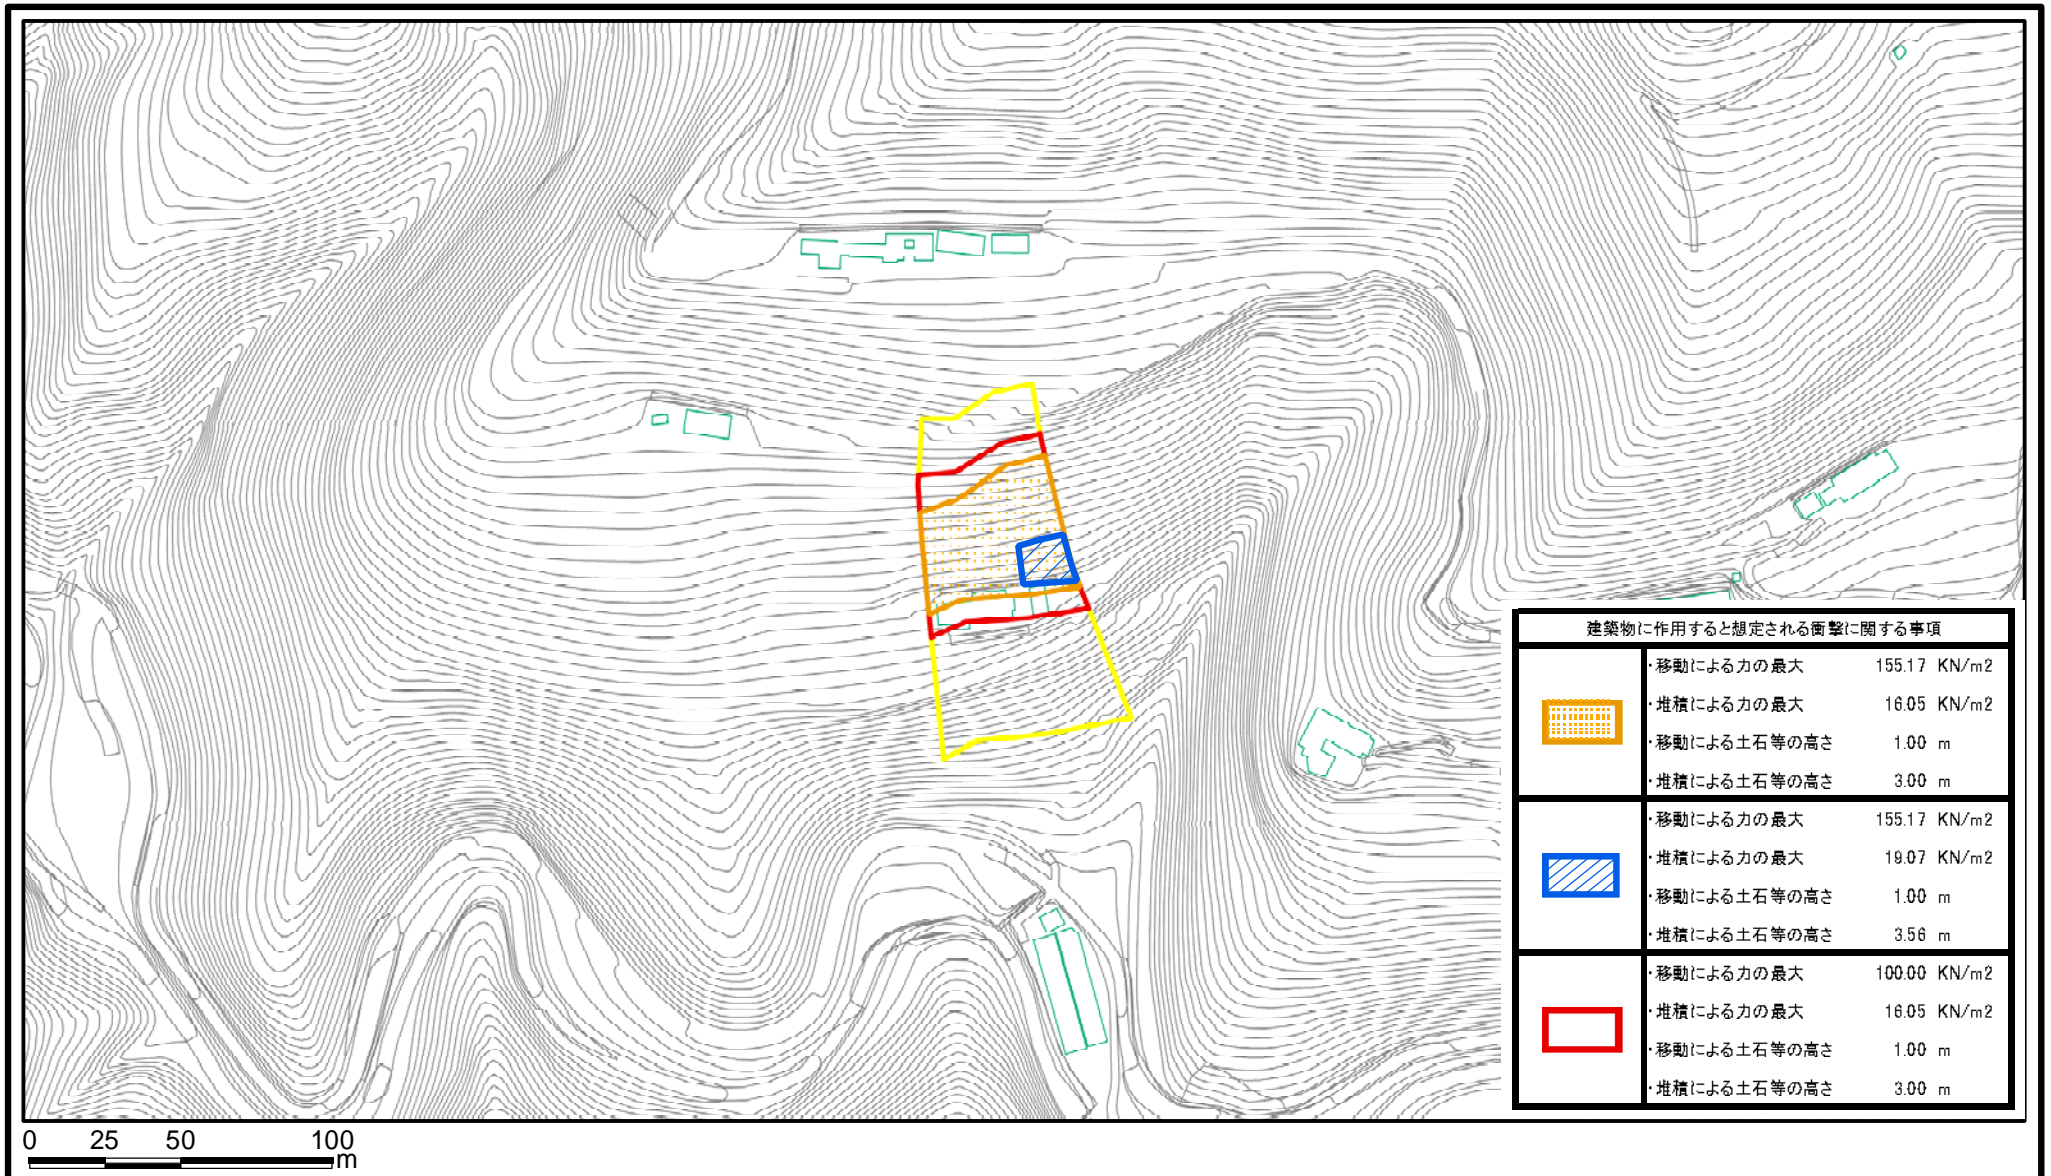 建築物に作用すると想定される衝撃に関する事項
・移動による力の最大 155.17 KN/m2
・堆積による力の最大 16.05 KN/m2
・移動による土石等の高さ 1.00 m
・堆積による土石等の高さ 3.00 m
・移動による力の最大 155.17 KN/m2
・堆積による力の最大 19.07 KN/m2
・移動による土石等の高さ 1.00 m
・堆積による土石等の高さ 3.56 m
・移動による力の最大 100.00 KN/m2
・堆積による力の最大 16.05 KN/m2
・移動による土石等の高さ 1.00 m
・堆積による土石等の高さ 3.00 m
0 25 50 100
m